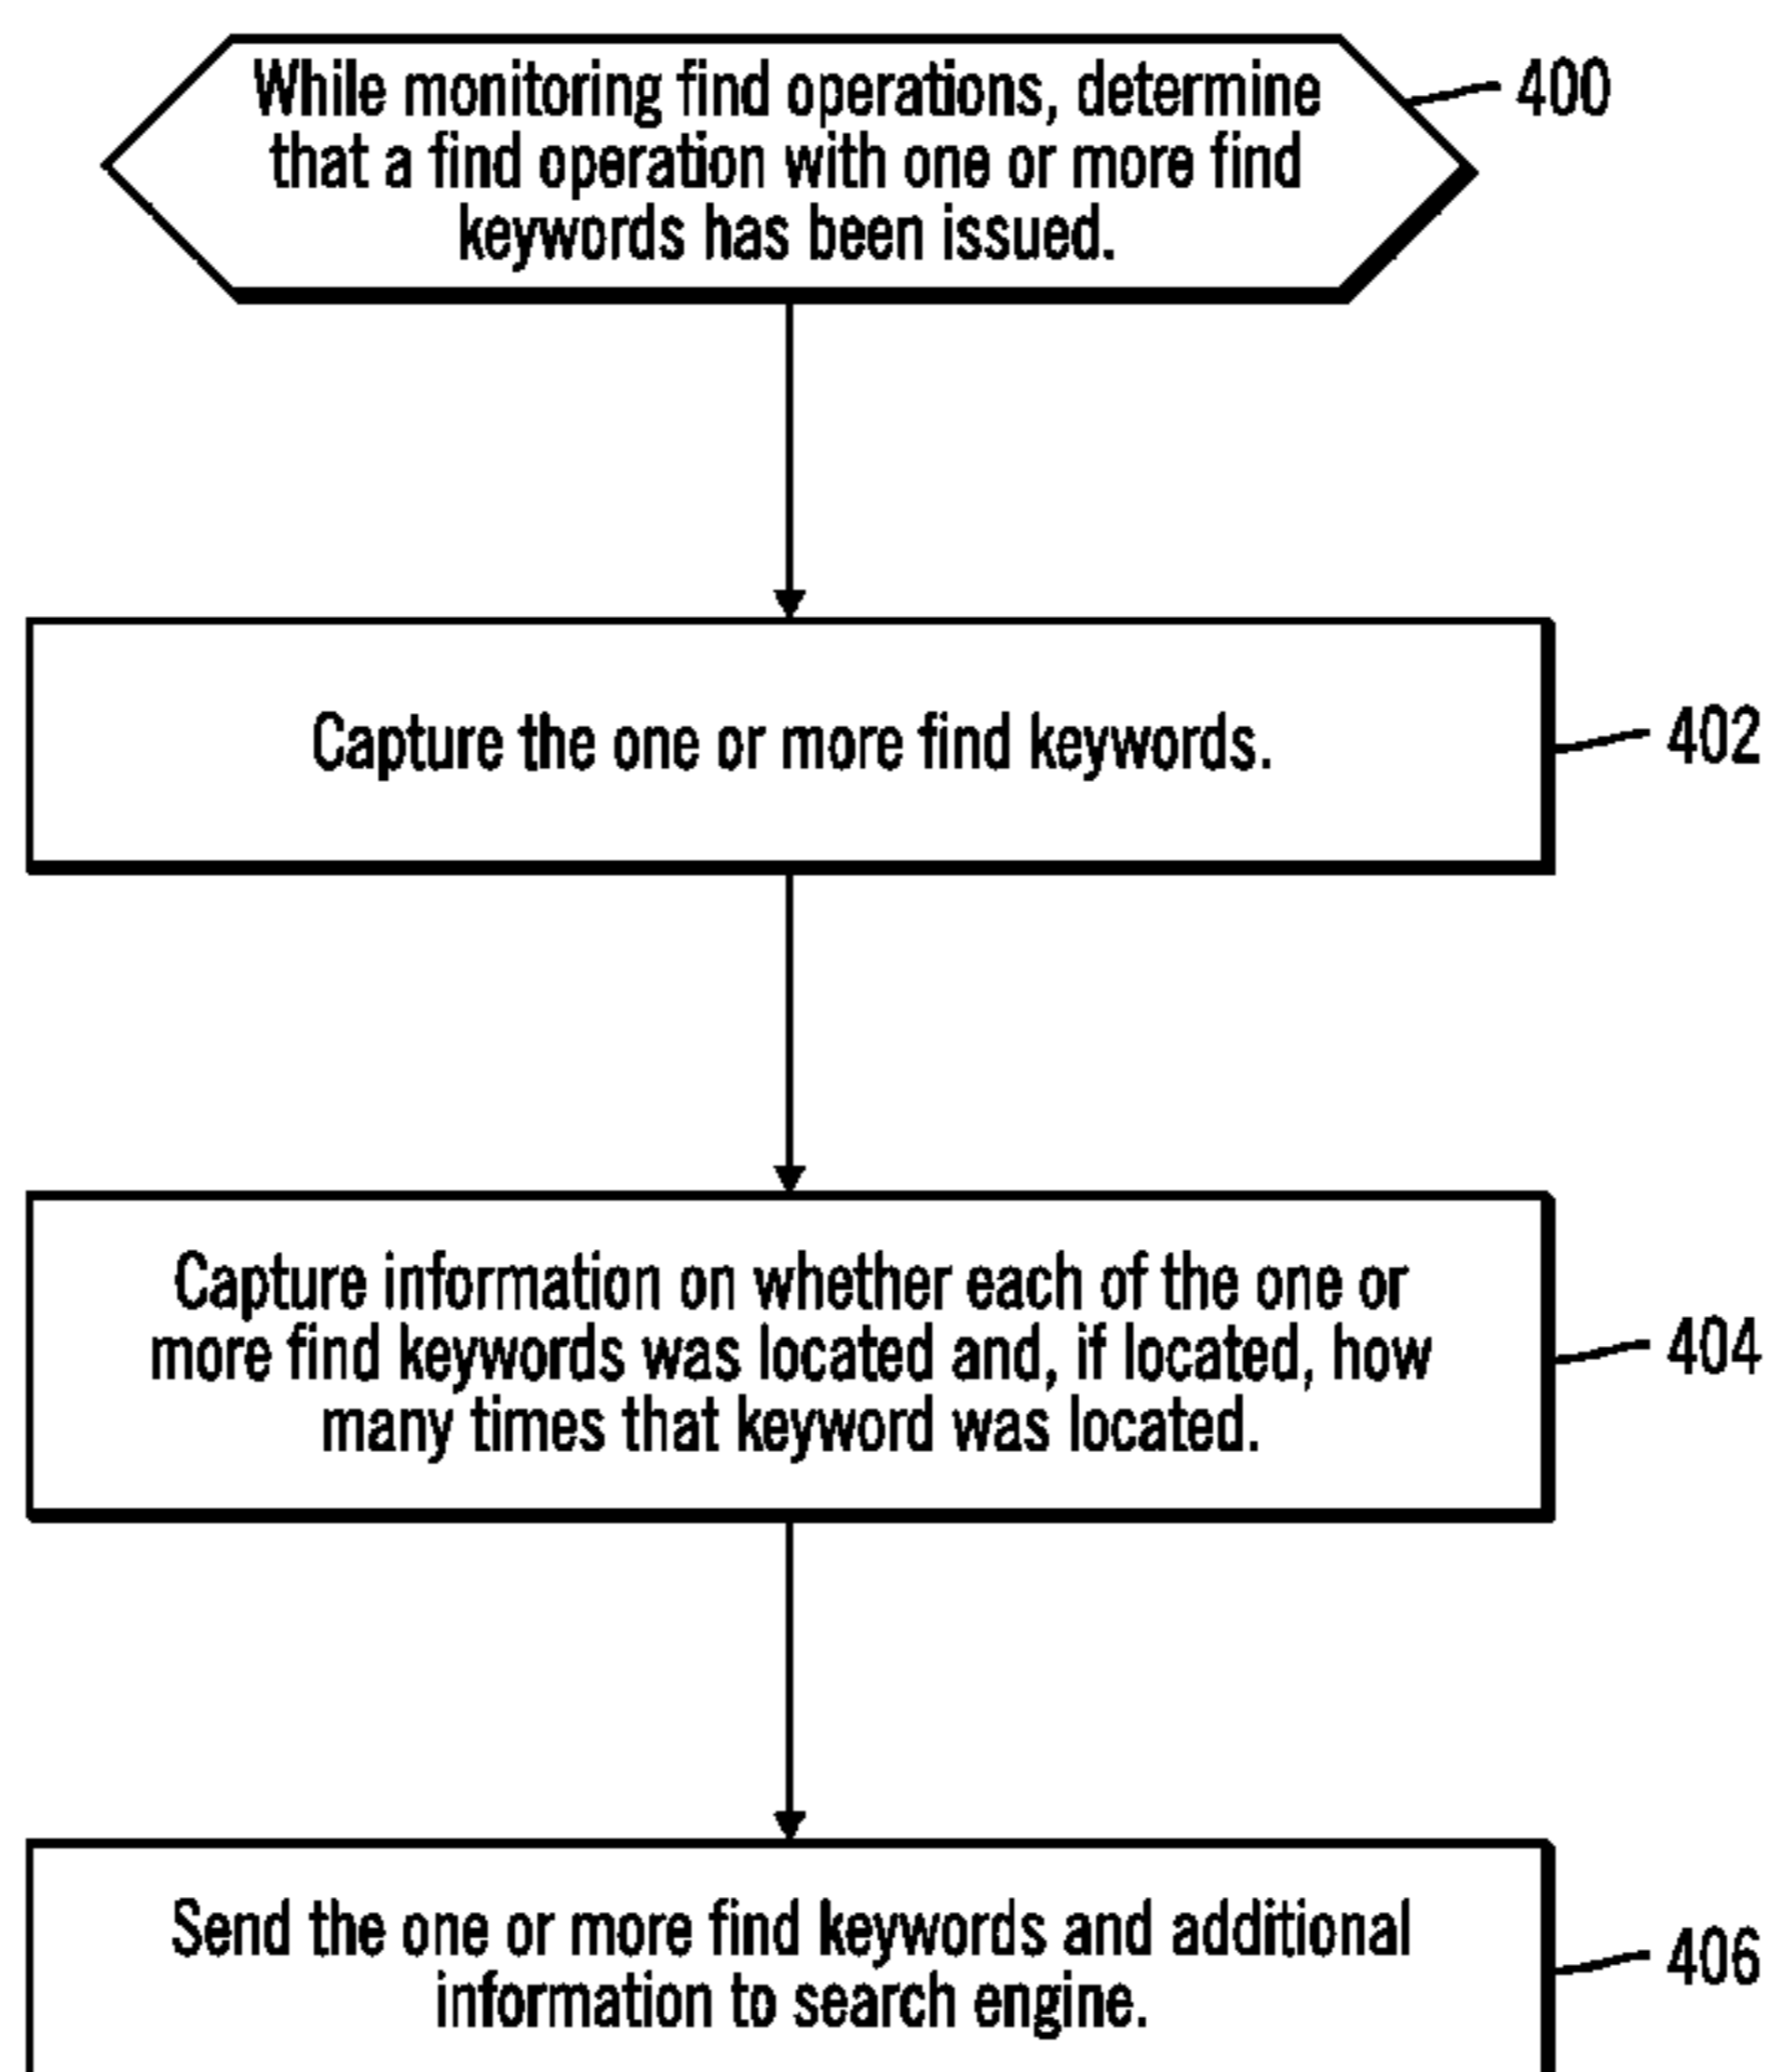 While monitoring find operations, determine
that a find operation with one or more find
keywords has been issued.
400
Capture the one or more find keywords.
402
Capture information on whether each of the one or
more find keywords was located and, if located, how
many times that keyword was located.
404
Send the one or more find keywords and additional
information to search engine.
406